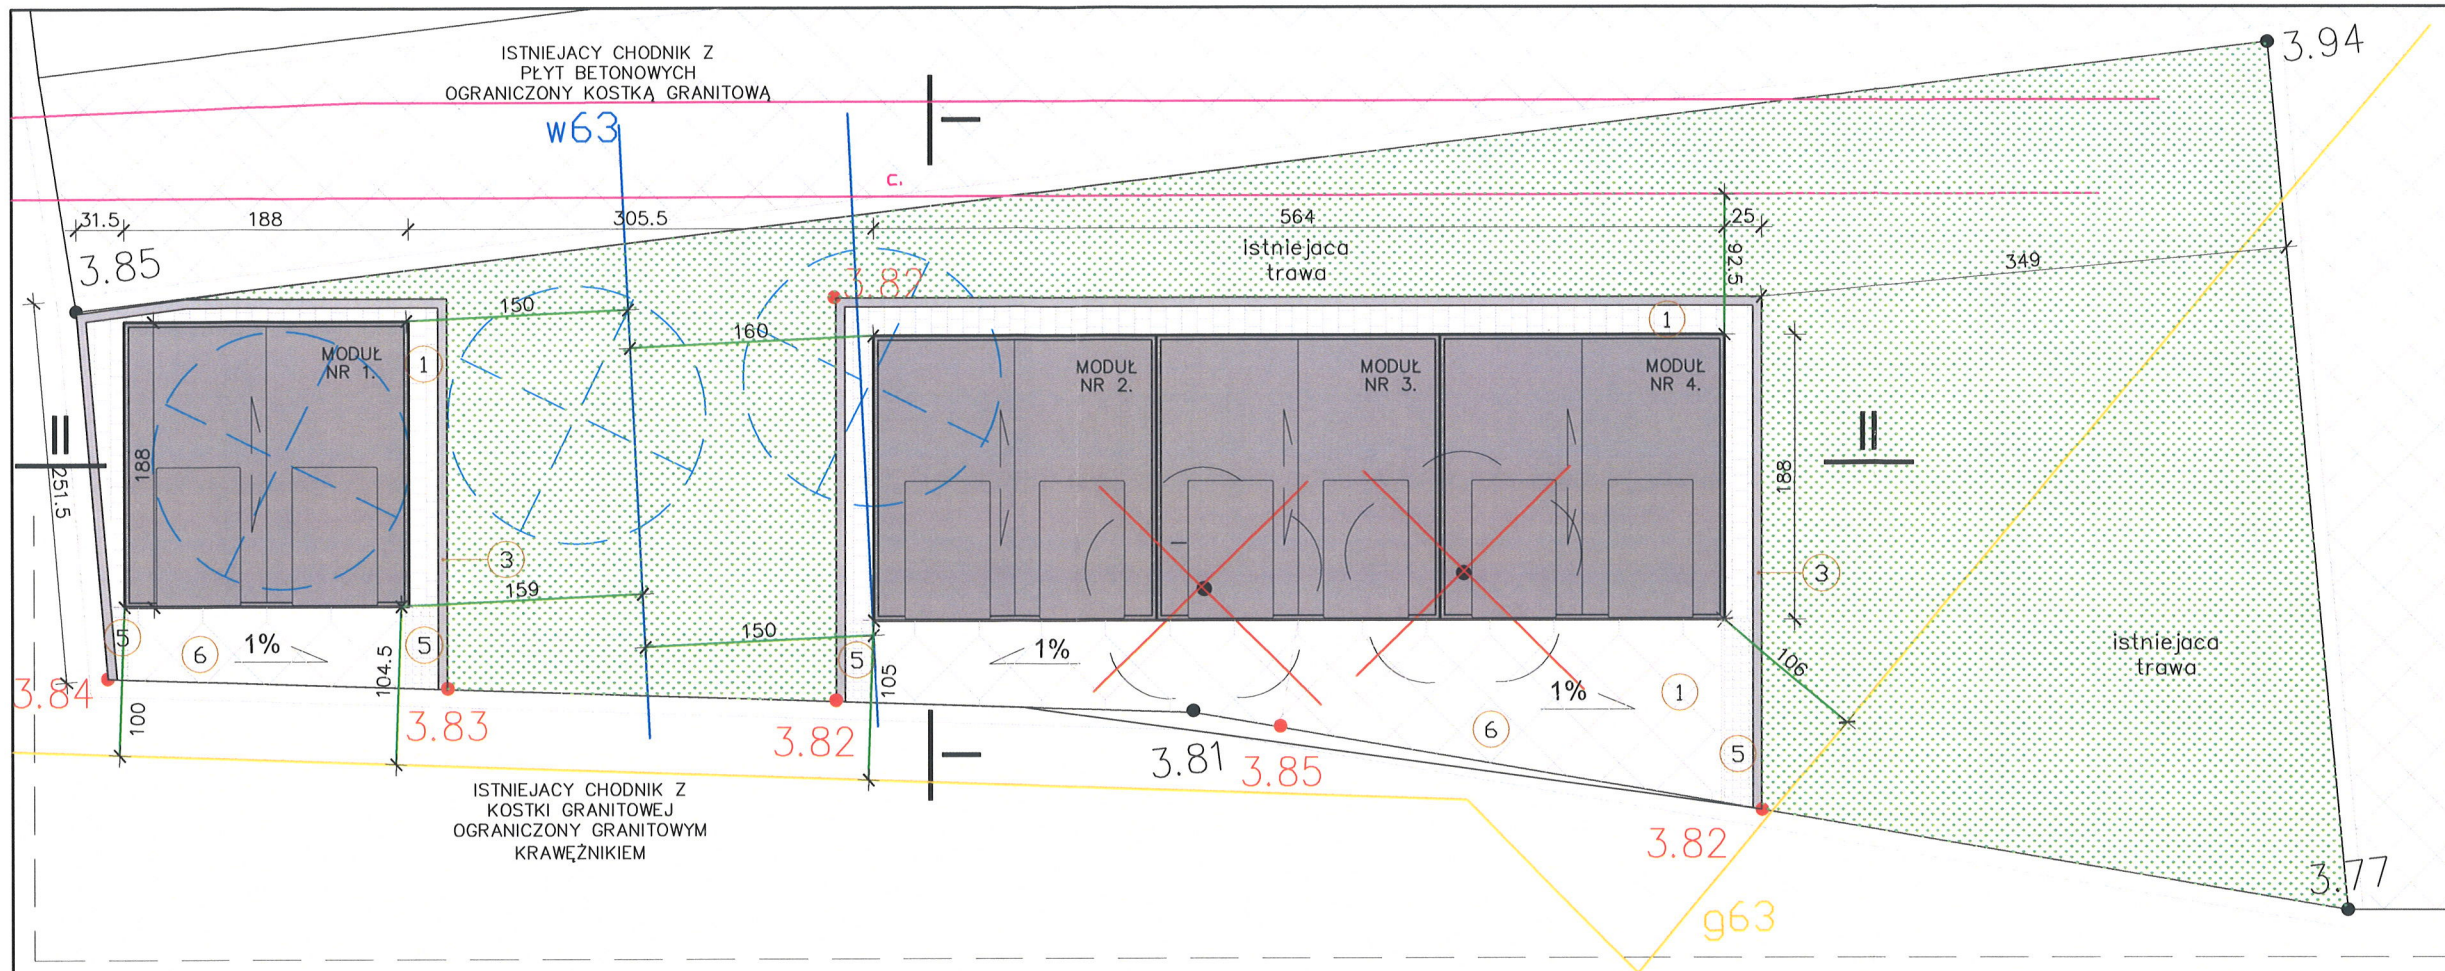 ISTNIEJACY CHODNIK Z
PŁYT BETONOWYCH
OGRANICZONY KOSTKĄ GRANITOWĄ
3.94
w63
c.
31.5
188
305.5
564
25
92.5
istniejaca
trawa
349
3.85
3.82
150
160
1
1
MODUŁ
NR 1.
MODUŁ
NR 2.
MODUŁ
NR 3.
MODUŁ
NR 4.
II
II
251.5
188
188
3
3
159
150
5
6
1%
5
5
1%
106
istniejaca
trawa
104.5
105
1%
1
3.84
100
3.83
3.82
6
5
3.81
3.85
3.82
ISTNIEJACY CHODNIK Z
KOSTKI GRANITOWEJ
OGRANICZONY GRANITOWYM
KRAWĘŻNIKIEM
I
I
3.77
g63